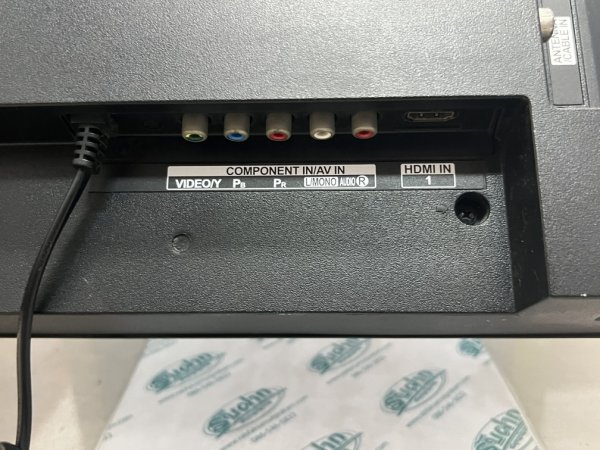 ANTENNA
/CABLE IN
COMPONENT IN/AV IN
VIDEO/Y PB PR L/MONO AUDIO R
HDMI IN
1